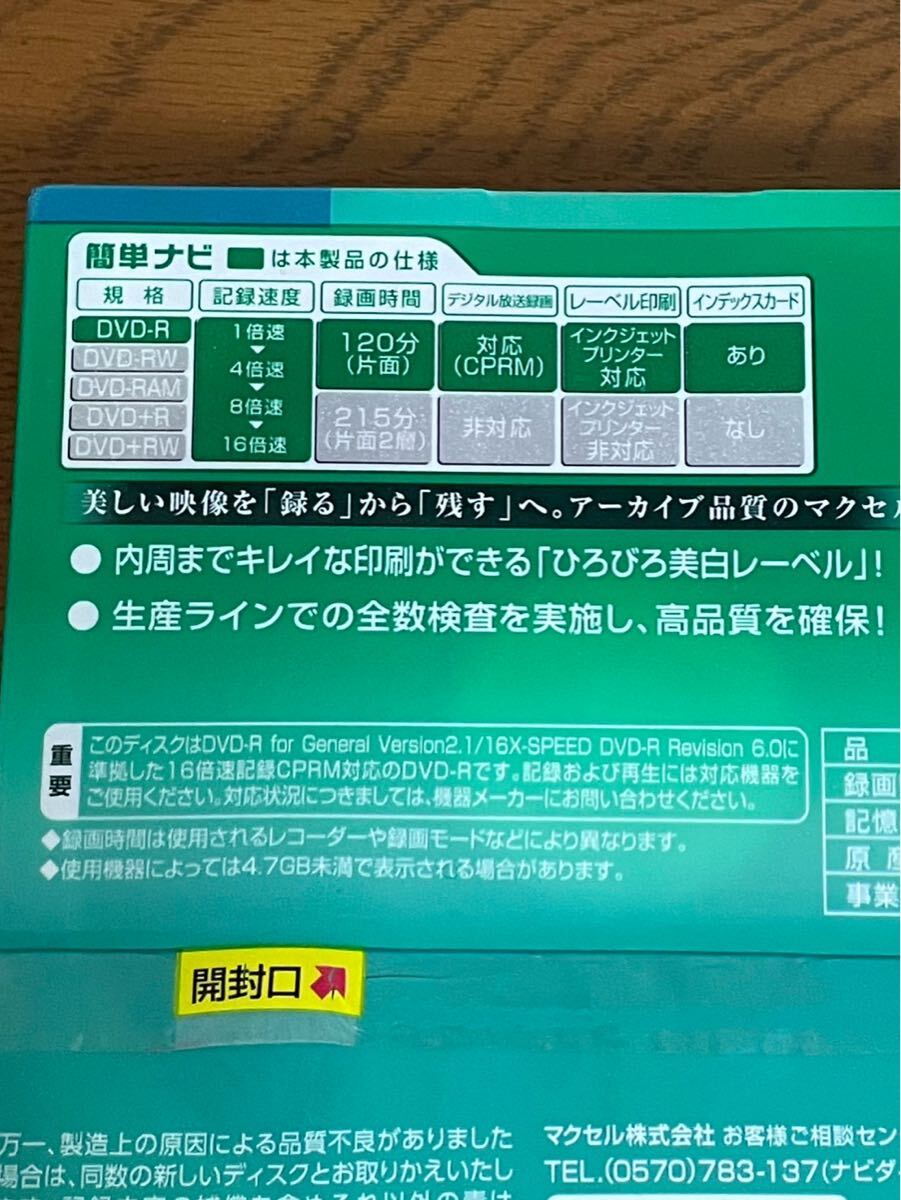 簡単ナビ ■は本製品の仕様
規格 記録速度 録画時間 デジタル放送録画 レーベル印刷 インデックスカード
DVD-R
DVD-RW
DVD-RAM
DVD+R
DVD+RW
1倍速
4倍速
8倍速
16倍速
120分
(片面)
215分
(片面2層)
対応
(CPRM)
非対応
インクジェット
プリンター
対応
インクジェット
プリンター
非対応
あり
なし
美しい映像を「録る」から「残す」へ。アーカイブ品質のマクセル
● 内周までキレイな印刷ができる「ひろびろ美白レーベル」!
● 生産ラインでの全数検査を実施し、高品質を確保!
重要
このディスクはDVD-R for General Version2.1/16X-SPEED DVD-R Revision 6.0に
準拠した16倍速記録CPRM対応のDVD-Rです。記録および再生には対応機器を
ご使用ください。対応状況につきましては、機器メーカーにお問い合わせください。
◆録画時間は使用されるレコーダーや録画モードなどにより異なります。
◆使用機器によっては4.7GB未満で表示される場合があります。
品
録画
記憶
原産
事業
開封口
万一、製造上の原因による品質不良がありました
場合は、同数の新しいディスクとお取りかえいたし
マクセル株式会社 お客様ご相談セン
TEL.(0570)783-137(ナビダ